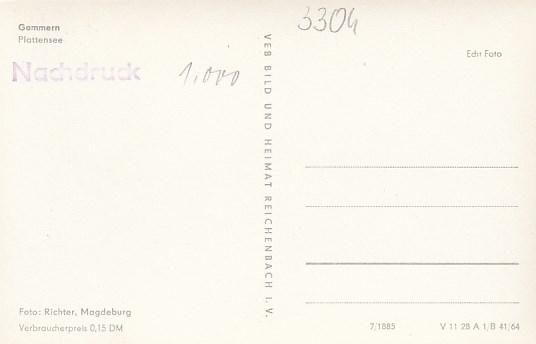 Gommern
Plattensee
Nachdruck
1,000
3304
Echt Foto
VEB BILD UND HEIMAT REICHENBACH I. V.
Foto: Richter, Magdeburg
Verbraucherpreis 0,15 DM
7/1885
V 11 28 A 1/B 41/64